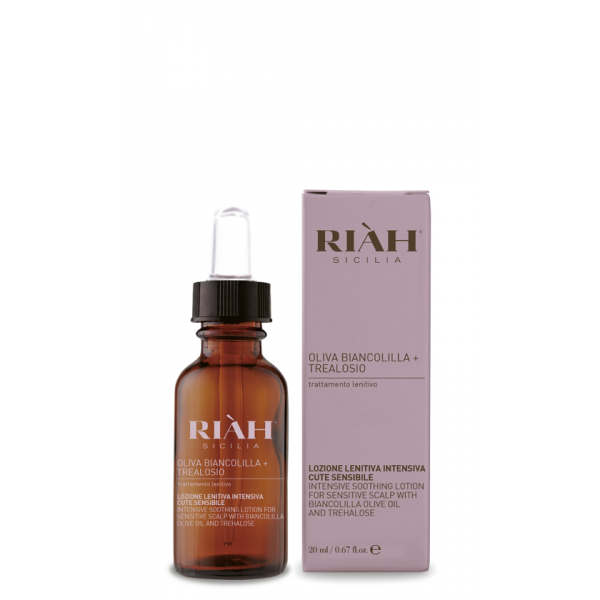 RIÀH®
SICILIA
OLIVA BIANCOLILLA +
TREALOSIO
trattamento lenitivo
LOZIONE LENITIVA INTENSIVA
CUTE SENSIBILE
INTENSIVE SOOTHING LOTION
FOR SENSITIVE SCALP WITH
BIANCOLILLA OLIVE OIL
AND TREHALOSE
20 ml / 0.67 fl.oz. ℮
RIÀH
SICILIA
OLIVA BIANCOLILLA +
TREALOSIO
trattamento lenitivo
LOZIONE LENITIVA INTENSIVA
CUTE SENSIBILE
INTENSIVE SOOTHING LOTION FOR
SENSITIVE SCALP WITH BIANCOLILLA
OLIVE OIL AND TREHALOSE